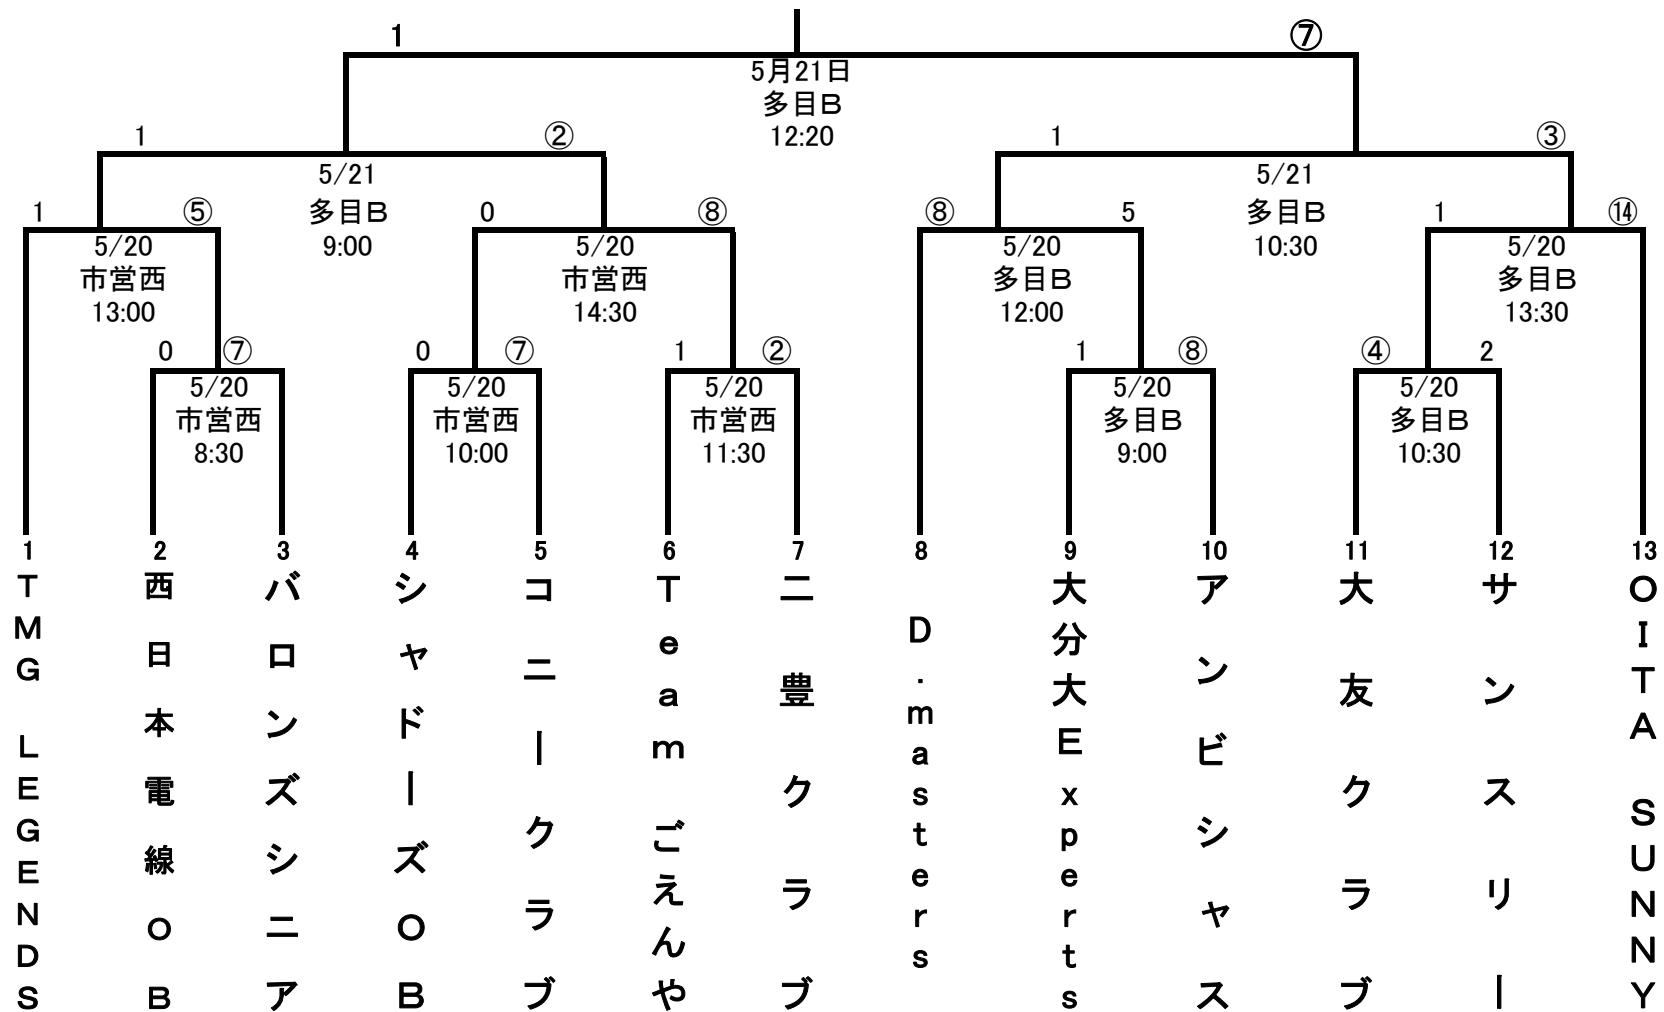 1 ⑦
5月21日
多目B
12:20
1 ② 1 ③
5/21
多目B
9:00
5/21
多目B
10:30
1 ⑤ 0 ⑧ ⑧ 5 1 ⑭
5/20
市営西
13:00
5/20
市営西
14:30
5/20
多目B
12:00
5/20
多目B
13:30
0 ⑦ 0 ⑦ 1 ② 1 ⑧ ④ 2
5/20
市営西
8:30
5/20
市営西
10:00
5/20
市営西
11:30
5/20
多目B
9:00
5/20
多目B
10:30
1 2 3 4 5 6 7 8 9 10 11 12 13
TMG LEGENDS
西日本電線OB
バロンズシニア
シャドーズOB
コニークラブ
Team ごえんや
二豊クラブ
D.masters
大分大Experts
アンビシャス
大友クラブ
サンスリー
OITA SUNNY